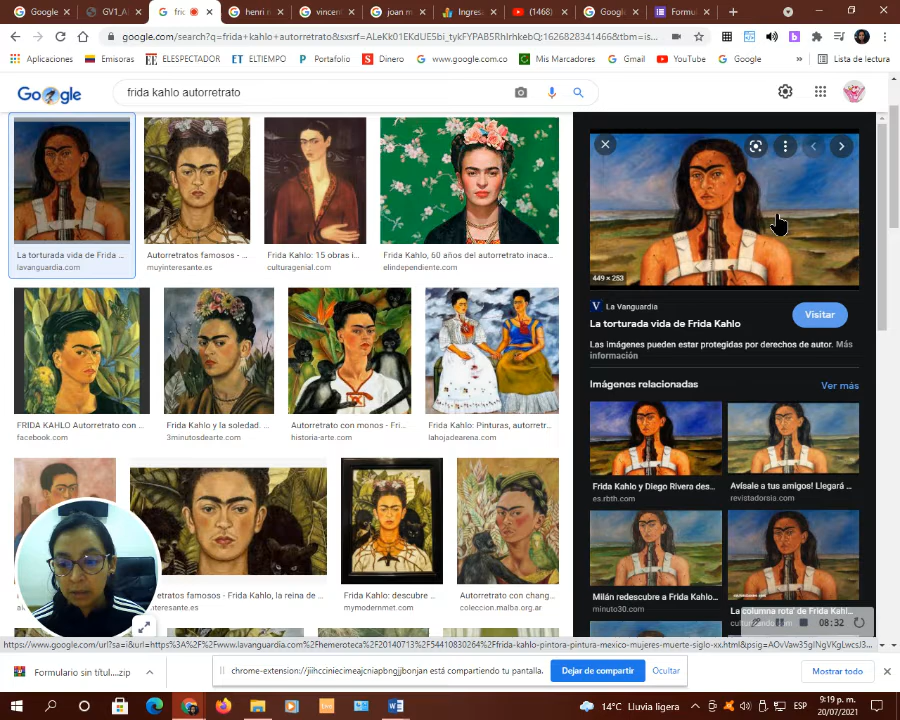 Google
GV1_A
fric
henri r
vincen
joan m
Ingres
(1468)
Google
Formul
google.com/search?q=frida+kahlo+autorretrato&sxsrf=ALeKk01EKdUE5bi_tykFYPAB5RhIrhkebQ:1626828341466&tbm=is...
Aplicaciones
Emisoras
EE ELESPECTADOR
ET ELTIEMPO
P Portafolio
S Dinero
www.google.com.co
Mis Marcadores
Gmail
YouTube
Google
»
Lista de lectura
Google
frida kahlo autorretrato
La torturada vida de Frida ...
lavanguardia.com
Autorretratos famosos - ...
muyinteresante.es
Frida Kahlo: 15 obras i...
culturagenial.com
Frida Kahlo, 60 años del autorretrato inaca...
elindependiente.com
FRIDA KAHLO Autorretrato con ...
facebook.com
Frida Kahlo y la soledad. ...
3minutosdearte.com
Autorretrato con monos - Fri...
historia-arte.com
Frida Kahlo: Pinturas, autorretr...
lahojadearena.com
rretratos famosos - Frida Kahlo, la reina de ...
nteresante.es
Frida Kahlo: descubre ...
mymodernmet.com
Autorretrato con chang...
coleccion.malba.org.ar
449 × 253
V La Vanguardia
La torturada vida de Frida Kahlo
Visitar
Las imágenes pueden estar protegidas por derechos de autor. Más
información
Imágenes relacionadas
Ver más
Frida Kahlo y Diego Rivera des...
es.rbth.com
Avísale a tus amigos! Llegará ...
revistadorsia.com
Milán redescubre a Frida Kahlo...
minuto30.com
La columna rota' de Frida Kahl...
08:32
Formulario sin títul....zip
chrome-extension://jiihcciniecimeajcniapbngjjbonjan está compartiendo tu pantalla.
Dejar de compartir
Ocultar
Mostrar todo
14°C Lluvia ligera
ESP
9:19 p. m.
20/07/2021